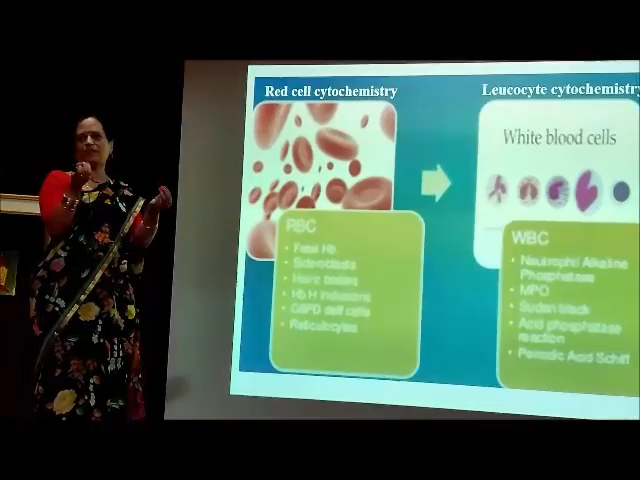 Red cell cytochemistry
Leucocyte cytochemistry
White blood cells
RBC
• Fetal Hb
• Sideroblasts
• Heinz bodies
• Hb H inclusions
• G6PD def cells
• Reticulocytes
WBC
• Neutrophil Alkaline
Phosphatase
• MPO
• Sudan black
• Acid phosphatase
reaction
• Periodic Acid Schiff